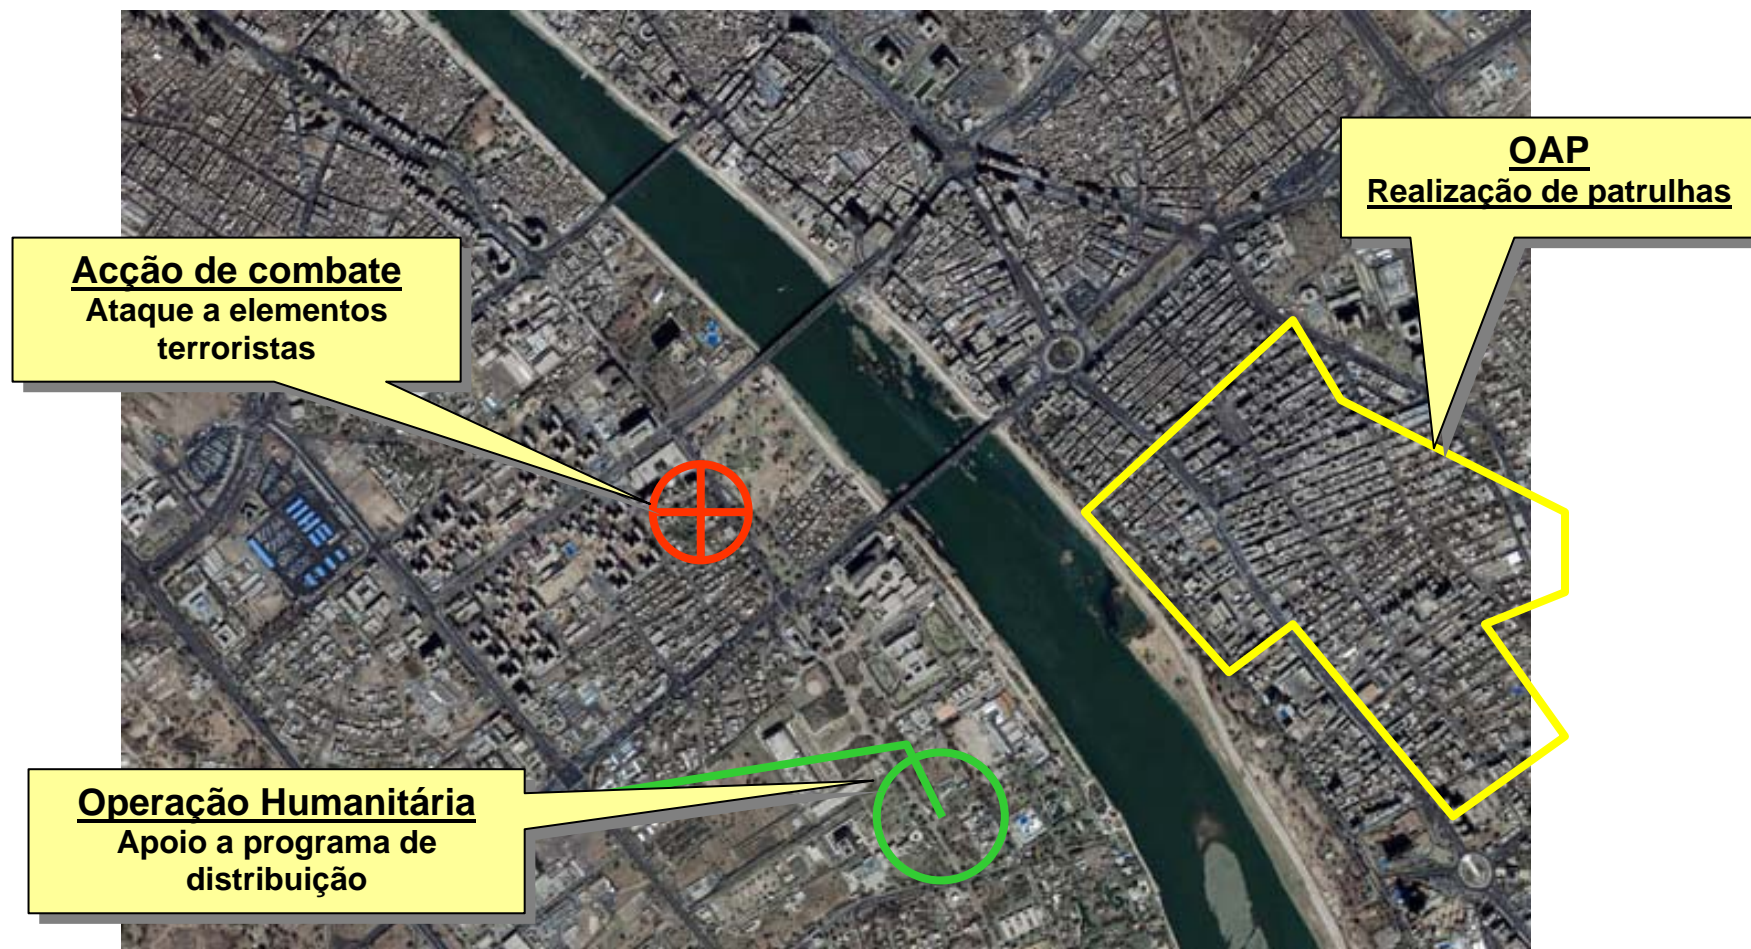 OAP
Realização de patrulhas
Acção de combate
Ataque a elementos
terroristas
Operação Humanitária
Apoio a programa de
distribuição